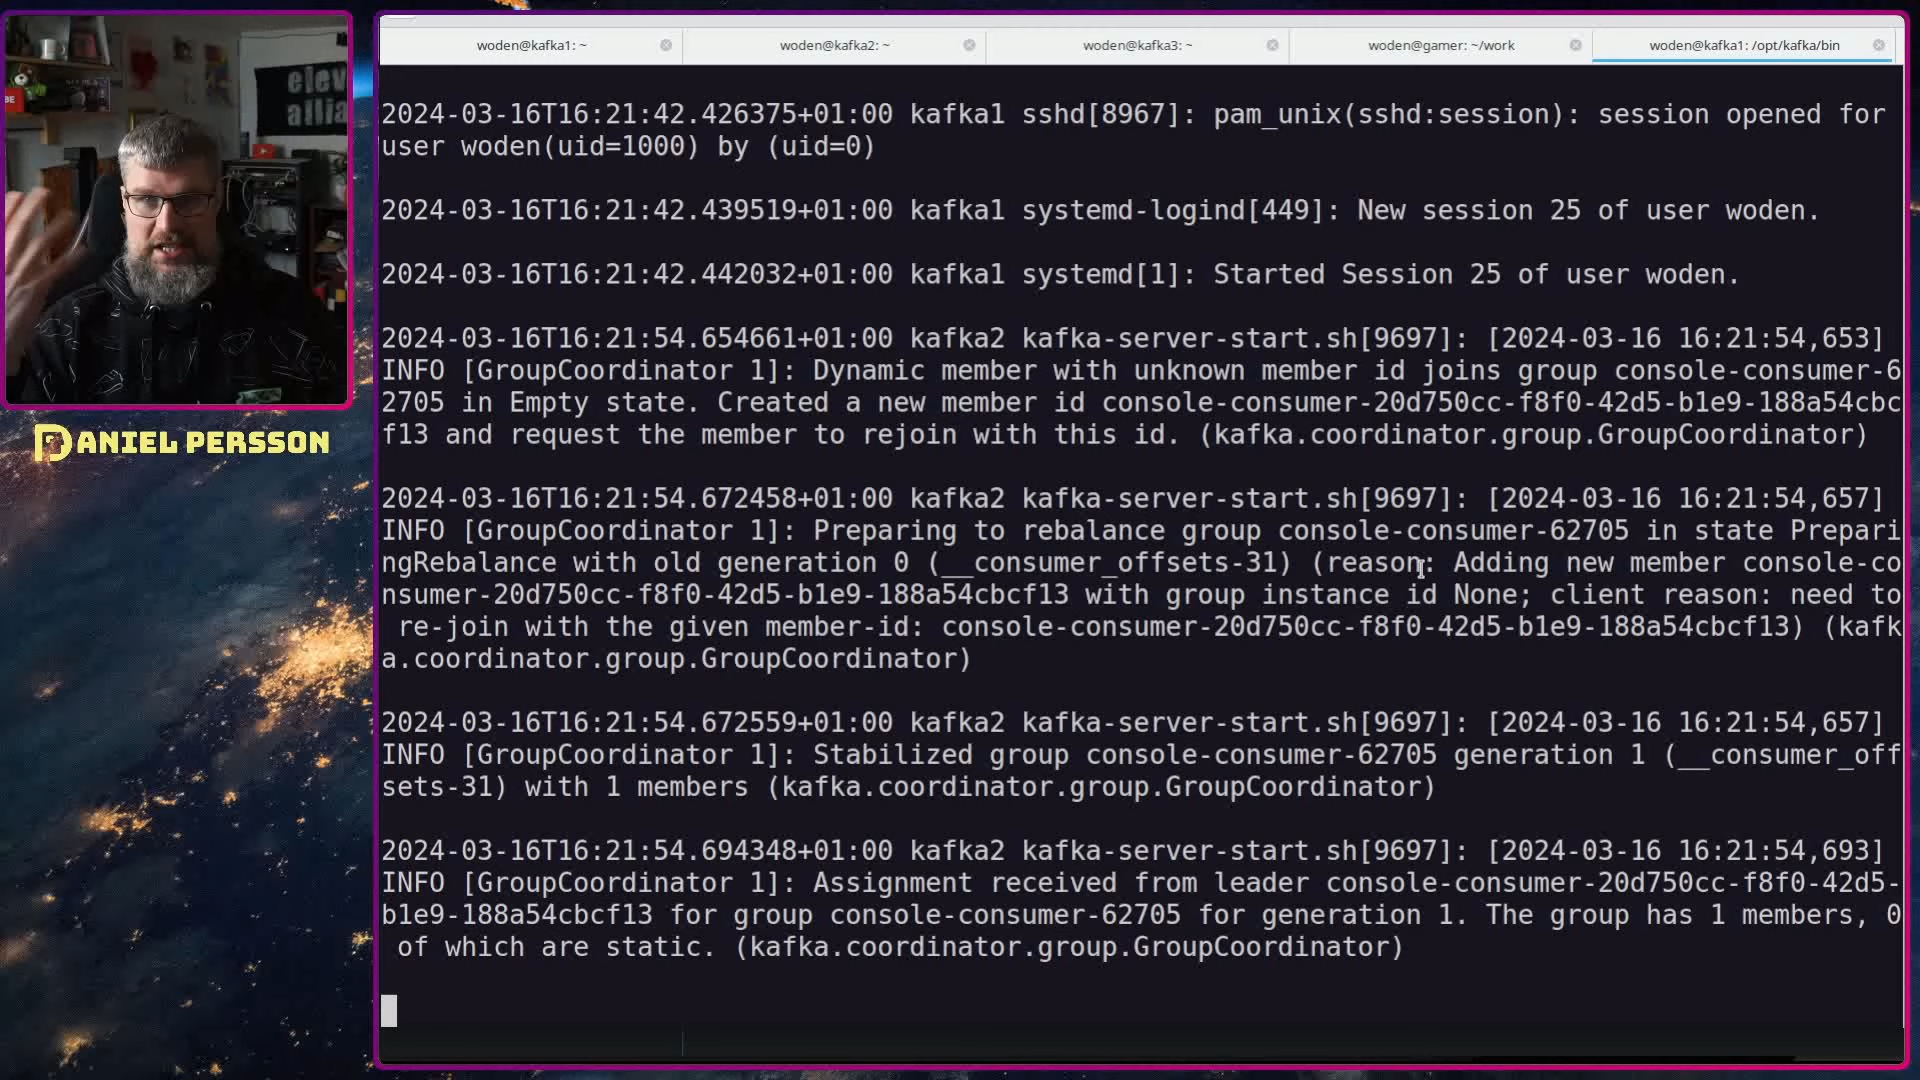 woden@kafka1: ~
woden@kafka2: ~
woden@kafka3: ~
woden@gamer: ~/work
woden@kafka1: /opt/kafka/bin
2024-03-16T16:21:42.426375+01:00 kafka1 sshd[8967]: pam_unix(sshd:session): session opened for
user woden(uid=1000) by (uid=0)
2024-03-16T16:21:42.439519+01:00 kafka1 systemd-logind[449]: New session 25 of user woden.
2024-03-16T16:21:42.442032+01:00 kafka1 systemd[1]: Started Session 25 of user woden.
2024-03-16T16:21:54.654661+01:00 kafka2 kafka-server-start.sh[9697]: [2024-03-16 16:21:54,653]
INFO [GroupCoordinator 1]: Dynamic member with unknown member id joins group console-consumer-6
2705 in Empty state. Created a new member id console-consumer-20d750cc-f8f0-42d5-b1e9-188a54cbc
f13 and request the member to rejoin with this id. (kafka.coordinator.group.GroupCoordinator)
2024-03-16T16:21:54.672458+01:00 kafka2 kafka-server-start.sh[9697]: [2024-03-16 16:21:54,657]
INFO [GroupCoordinator 1]: Preparing to rebalance group console-consumer-62705 in state Prepari
ngRebalance with old generation 0 (__consumer_offsets-31) (reason: Adding new member console-co
nsumer-20d750cc-f8f0-42d5-b1e9-188a54cbcf13 with group instance id None; client reason: need to
re-join with the given member-id: console-consumer-20d750cc-f8f0-42d5-b1e9-188a54cbcf13) (kafk
a.coordinator.group.GroupCoordinator)
2024-03-16T16:21:54.672559+01:00 kafka2 kafka-server-start.sh[9697]: [2024-03-16 16:21:54,657]
INFO [GroupCoordinator 1]: Stabilized group console-consumer-62705 generation 1 (__consumer_off
sets-31) with 1 members (kafka.coordinator.group.GroupCoordinator)
2024-03-16T16:21:54.694348+01:00 kafka2 kafka-server-start.sh[9697]: [2024-03-16 16:21:54,693]
INFO [GroupCoordinator 1]: Assignment received from leader console-consumer-20d750cc-f8f0-42d5-
b1e9-188a54cbcf13 for group console-consumer-62705 for generation 1. The group has 1 members, 0
of which are static. (kafka.coordinator.group.GroupCoordinator)
DANIEL PERSSON